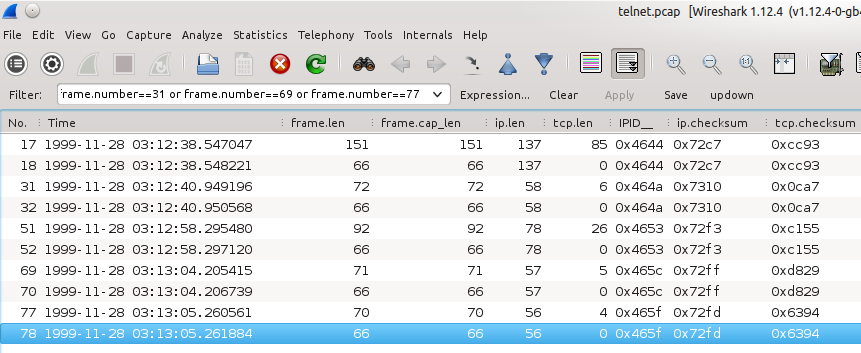 telnet.pcap [Wireshark 1.12.4 (v1.12.4-0-gb4
File Edit View Go Capture Analyze Statistics Telephony Tools Internals Help
Filter: frame.number==31 or frame.number==69 or frame.number==77 Expression... Clear Apply Save updown
No. Time frame.len frame.cap_len ip.len tcp.len IPID__ ip.checksum tcp.checksum
17 1999-11-28 03:12:38.547047 151 151 137 85 0x4644 0x72c7 0xcc93
18 1999-11-28 03:12:38.548221 66 66 137 0 0x4644 0x72c7 0xcc93
31 1999-11-28 03:12:40.949196 72 72 58 6 0x464a 0x7310 0x0ca7
32 1999-11-28 03:12:40.950568 66 66 58 0 0x464a 0x7310 0x0ca7
51 1999-11-28 03:12:58.295480 92 92 78 26 0x4653 0x72f3 0xc155
52 1999-11-28 03:12:58.297120 66 66 78 0 0x4653 0x72f3 0xc155
69 1999-11-28 03:13:04.205415 71 71 57 5 0x465c 0x72ff 0xd829
70 1999-11-28 03:13:04.206739 66 66 57 0 0x465c 0x72ff 0xd829
77 1999-11-28 03:13:05.260561 70 70 56 4 0x465f 0x72fd 0x6394
78 1999-11-28 03:13:05.261884 66 66 56 0 0x465f 0x72fd 0x6394